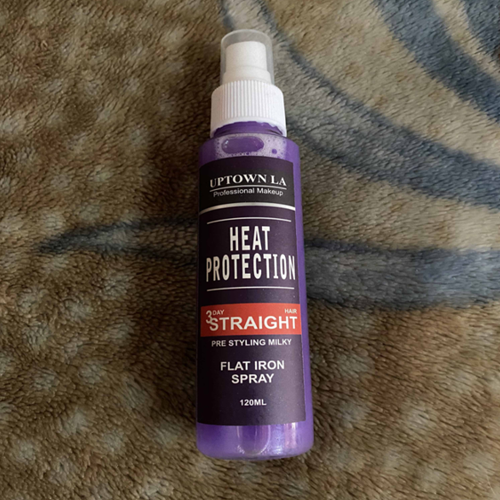 UPTOWN LA
Professional Makeup
HEAT
PROTECTION
3 DAY HAIR
STRAIGHT
PRE STYLING MILKY
FLAT IRON
SPRAY
120ML